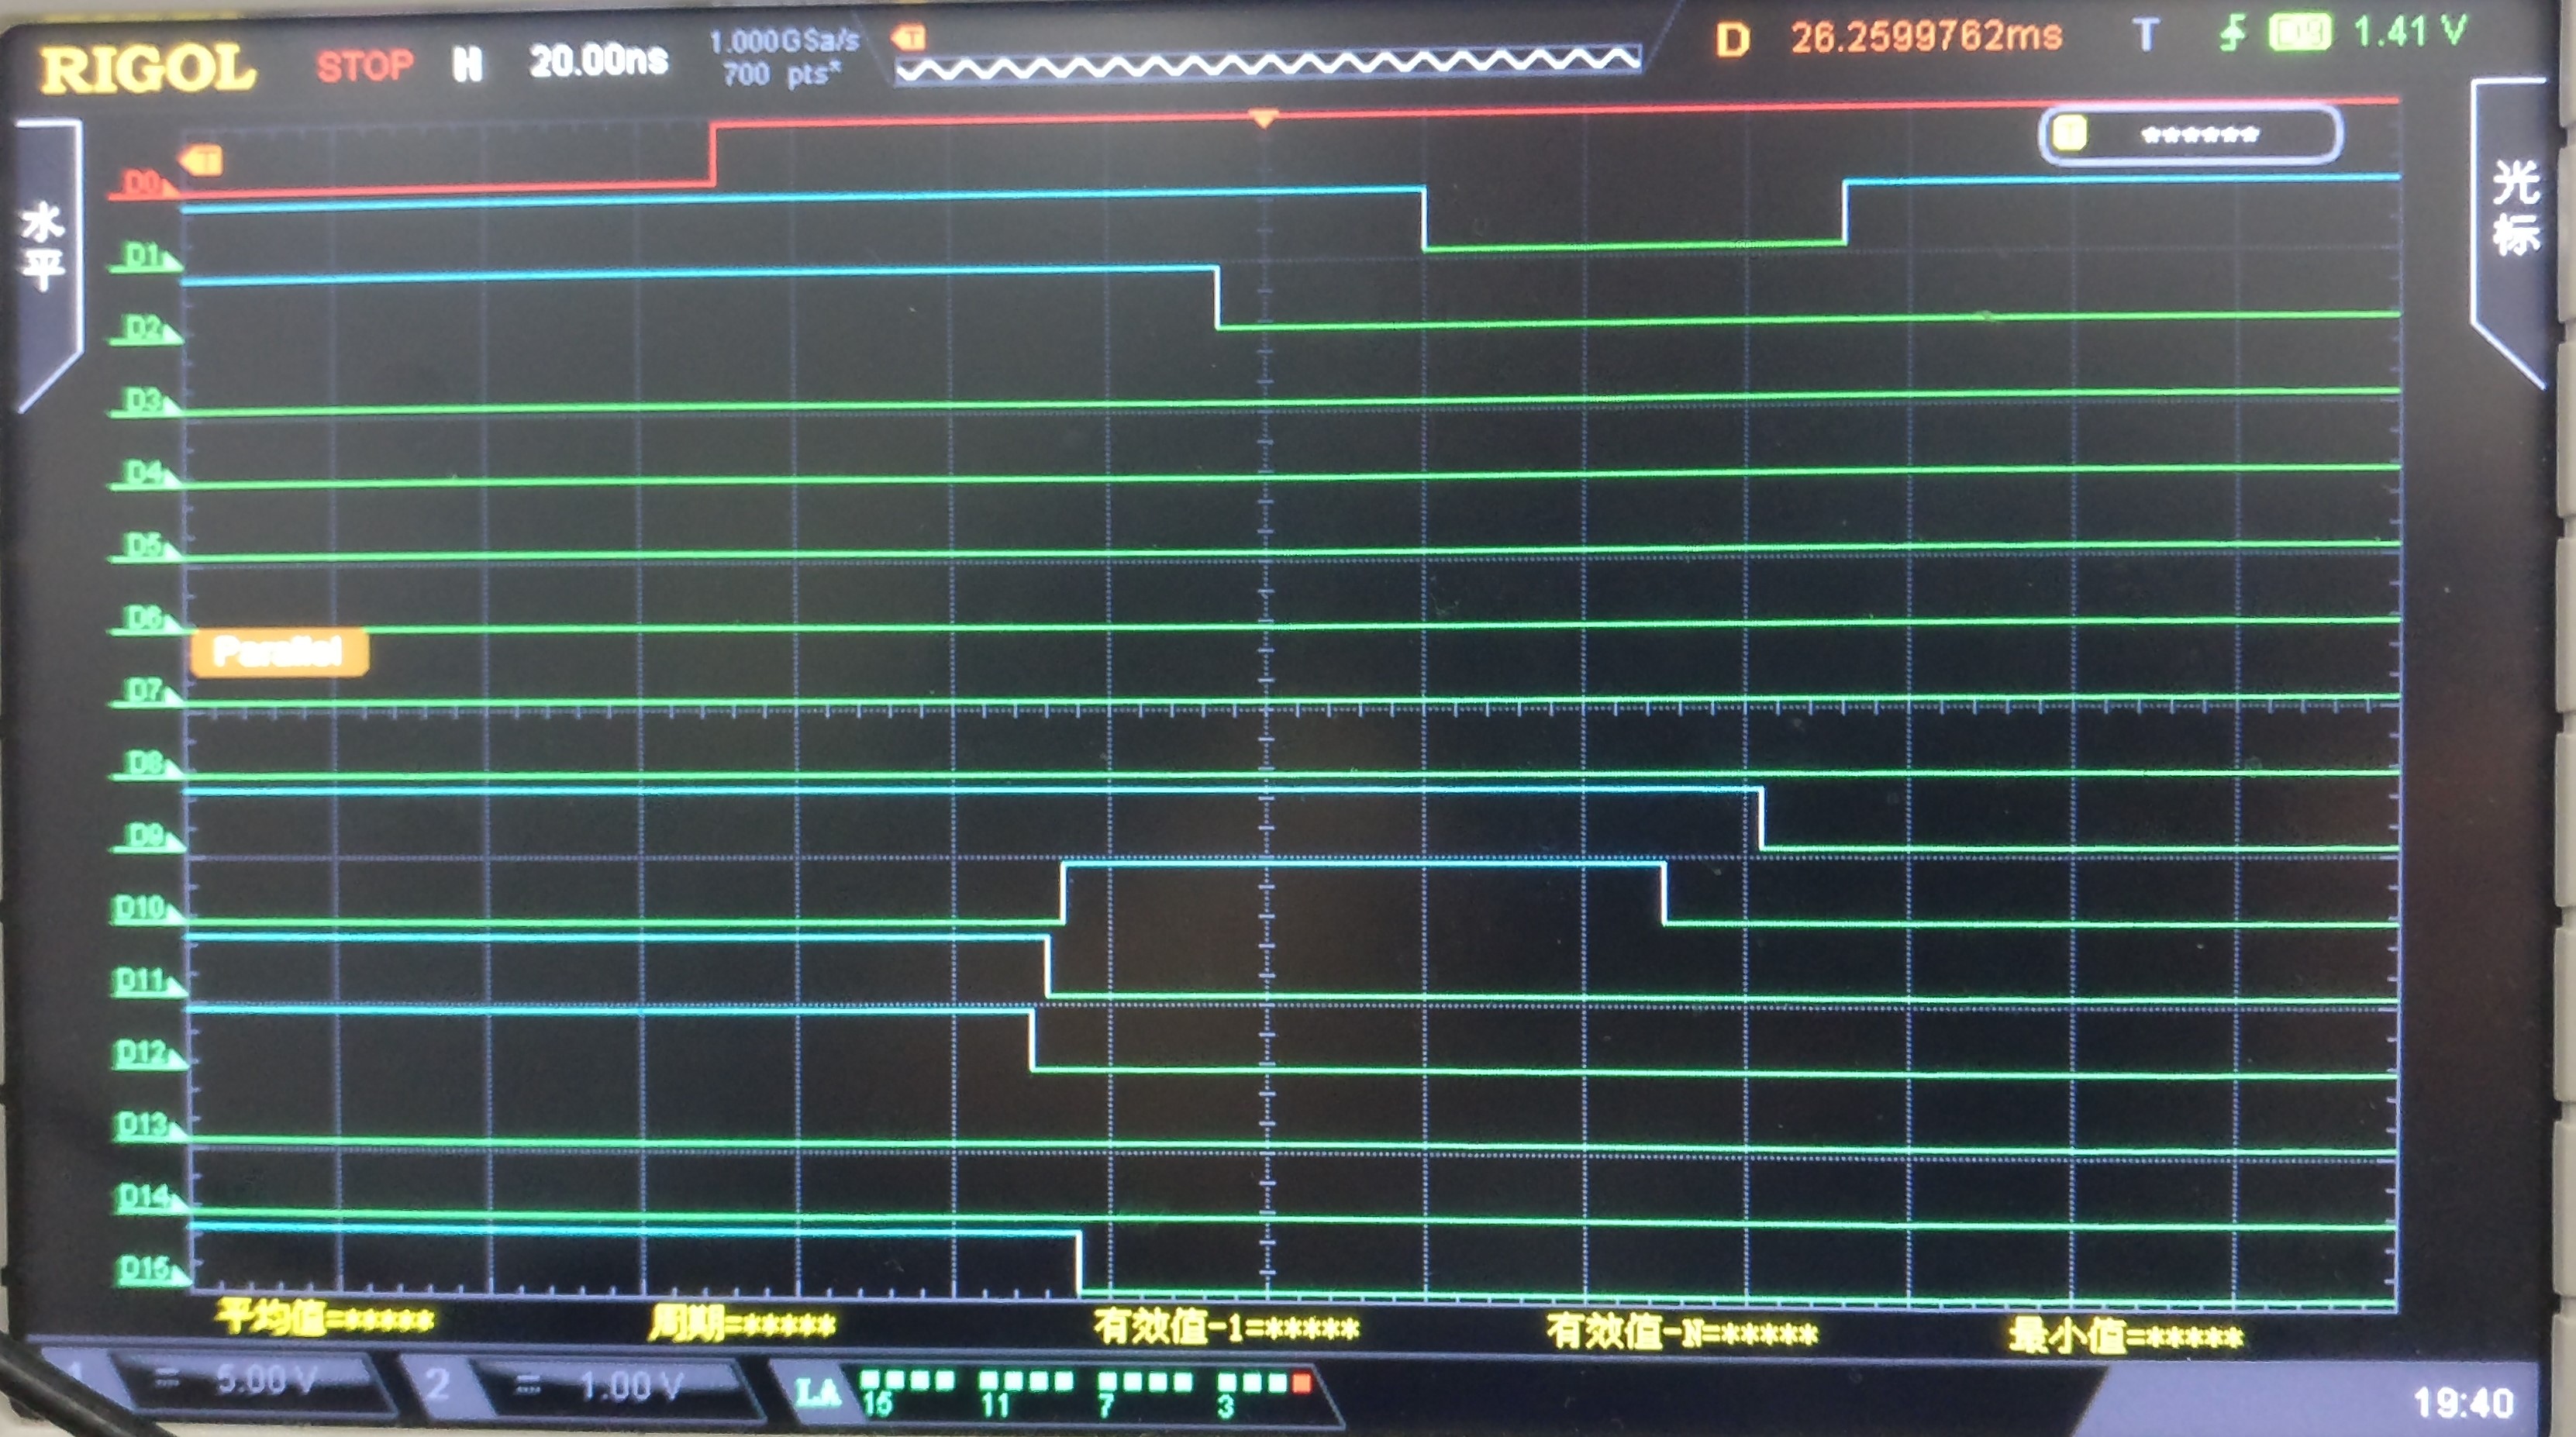 RIGOL STOP H 20.00ns 1.000GSa/s 700 pts* D 26.2599762ms T 1.41 V
T
T ******
水平
光标
D0
D1
D2
D3
D4
D5
D6
Parallel
D7
D8
D9
D10
D11
D12
D13
D14
D15
平均值=***** 周期=***** 有效值-1=***** 有效值-N=***** 最小值=*****
1 = 5.00 V 2 = 1.00 V LA 15 11 7 3 19:40